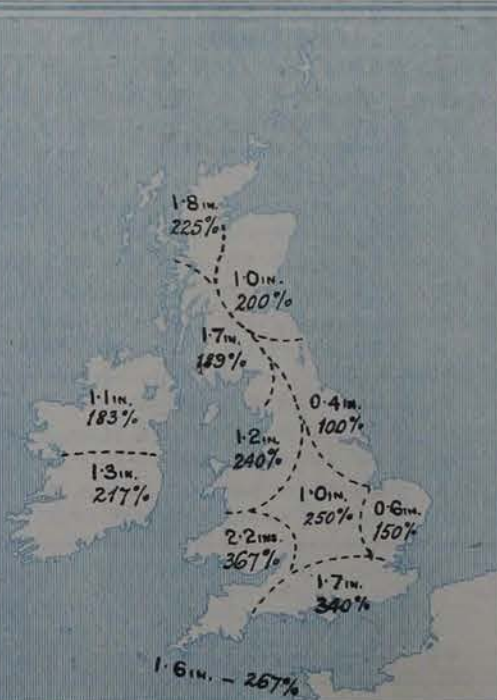 1.8 IN.
225%
1.0 IN.
200%
1.7 IN.
189%
1.1 IN.
183%
0.4 IN.
100%
1.2 IN.
240%
1.3 IN.
217%
1.0 IN.
250%
0.6 IN.
150%
2.2 INS.
367%
1.7 IN.
340%
1.6 IN. – 267%